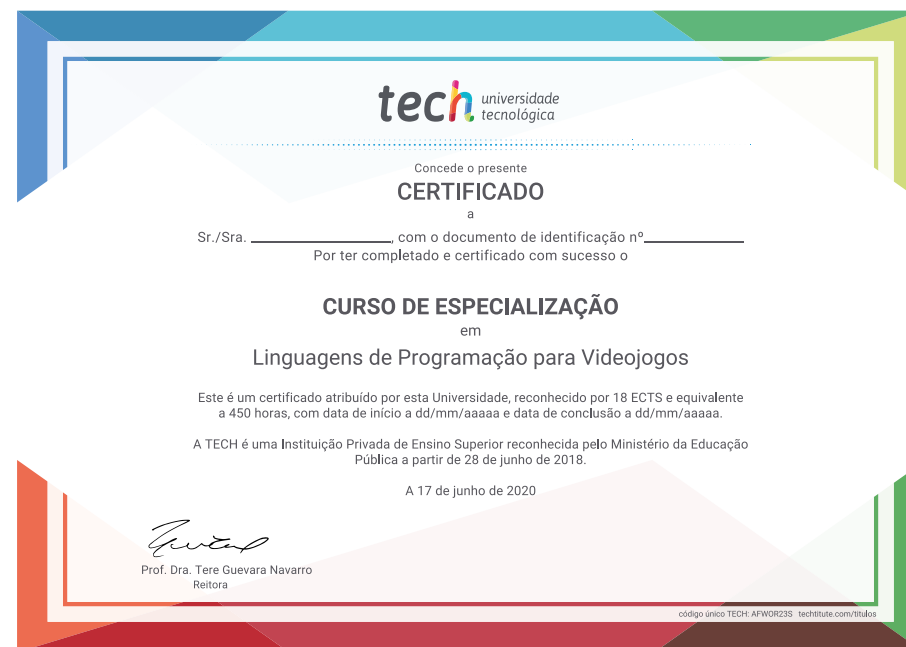 tech universidade
tecnológica
Concede o presente
CERTIFICADO
a
Sr./Sra. ____________________, com o documento de identificação nº______________
Por ter completado e certificado com sucesso o
CURSO DE ESPECIALIZAÇÃO
em
Linguagens de Programação para Videojogos
Este é um certificado atribuído por esta Universidade, reconhecido por 18 ECTS e equivalente
a 450 horas, com data de início a dd/mm/aaaaa e data de conclusão a dd/mm/aaaaa.
A TECH é uma Instituição Privada de Ensino Superior reconhecida pelo Ministério da Educação
Pública a partir de 28 de junho de 2018.
A 17 de junho de 2020
Prof. Dra. Tere Guevara Navarro
Reitora
código único TECH: AFWOR23S techtitute.com/titulos